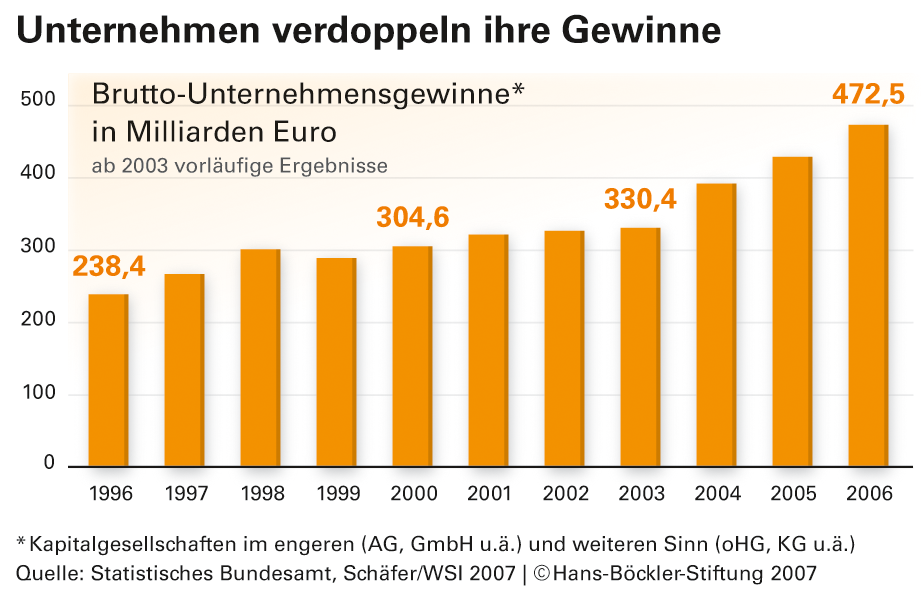 Unternehmen verdoppeln ihre Gewinne
Brutto-Unternehmensgewinne*
in Milliarden Euro
ab 2003 vorläufige Ergebnisse
500
400
300
200
100
0
238,4
304,6
330,4
472,5
1996 1997 1998 1999 2000 2001 2002 2003 2004 2005 2006
* Kapitalgesellschaften im engeren (AG, GmbH u.ä.) und weiteren Sinn (oHG, KG u.ä.)
Quelle: Statistisches Bundesamt, Schäfer/WSI 2007 | © Hans-Böckler-Stiftung 2007